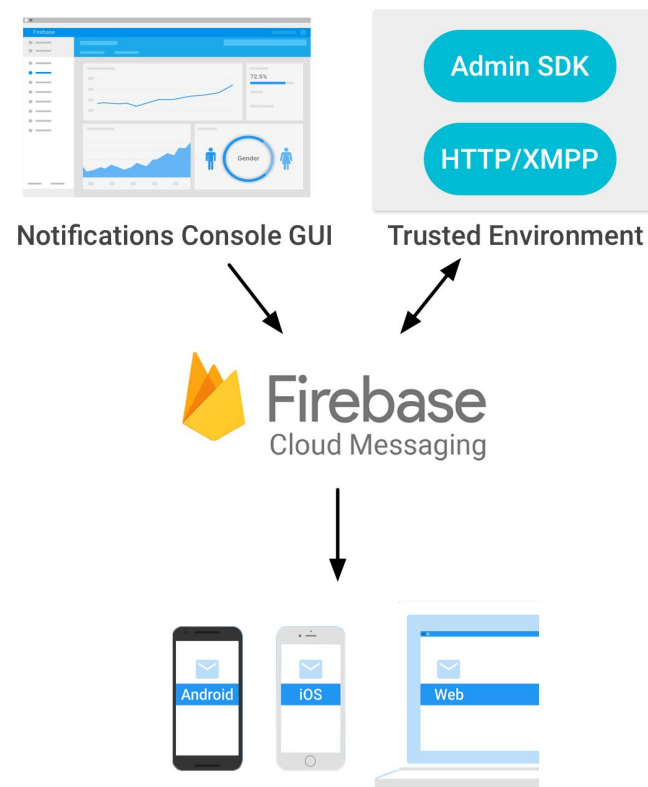 Firebase
72.5%
Gender
Admin SDK
HTTP/XMPP
Notifications Console GUI
Trusted Environment
Firebase
Cloud Messaging
Android
iOS
Web